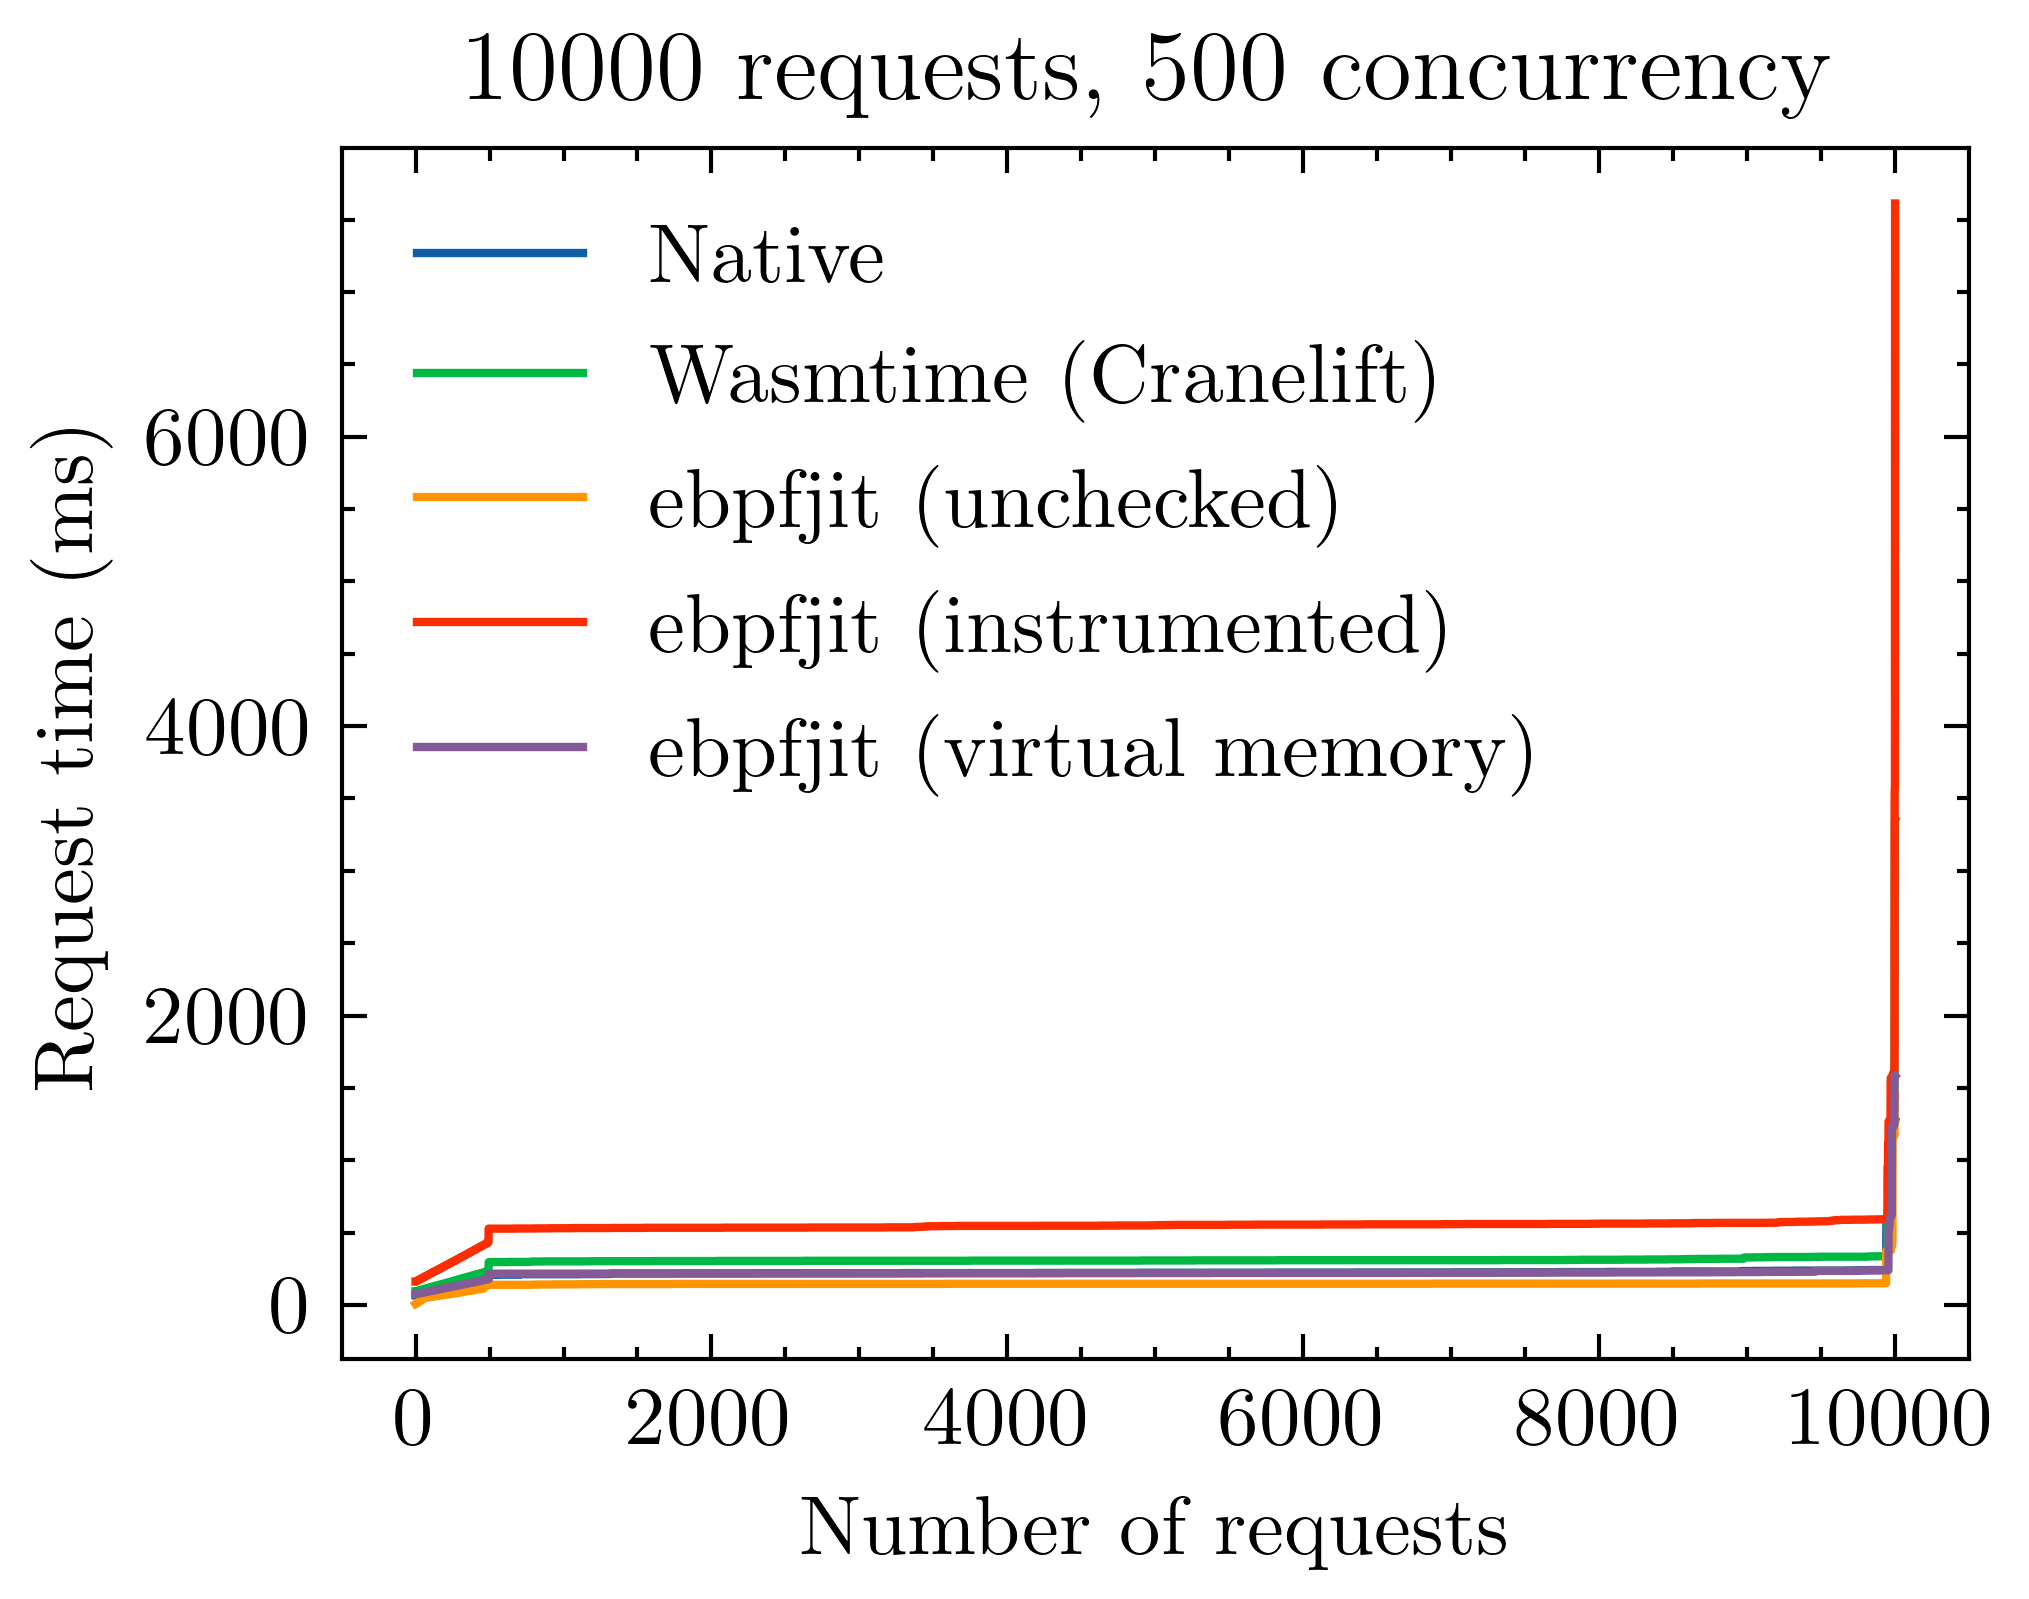 10000 requests, 500 concurrency
Native
Wasmtime (Cranelift)
ebpfjit (unchecked)
ebpfjit (instrumented)
ebpfjit (virtual memory)
Request time (ms)
6000
4000
2000
0
0 2000 4000 6000 8000 10000
Number of requests